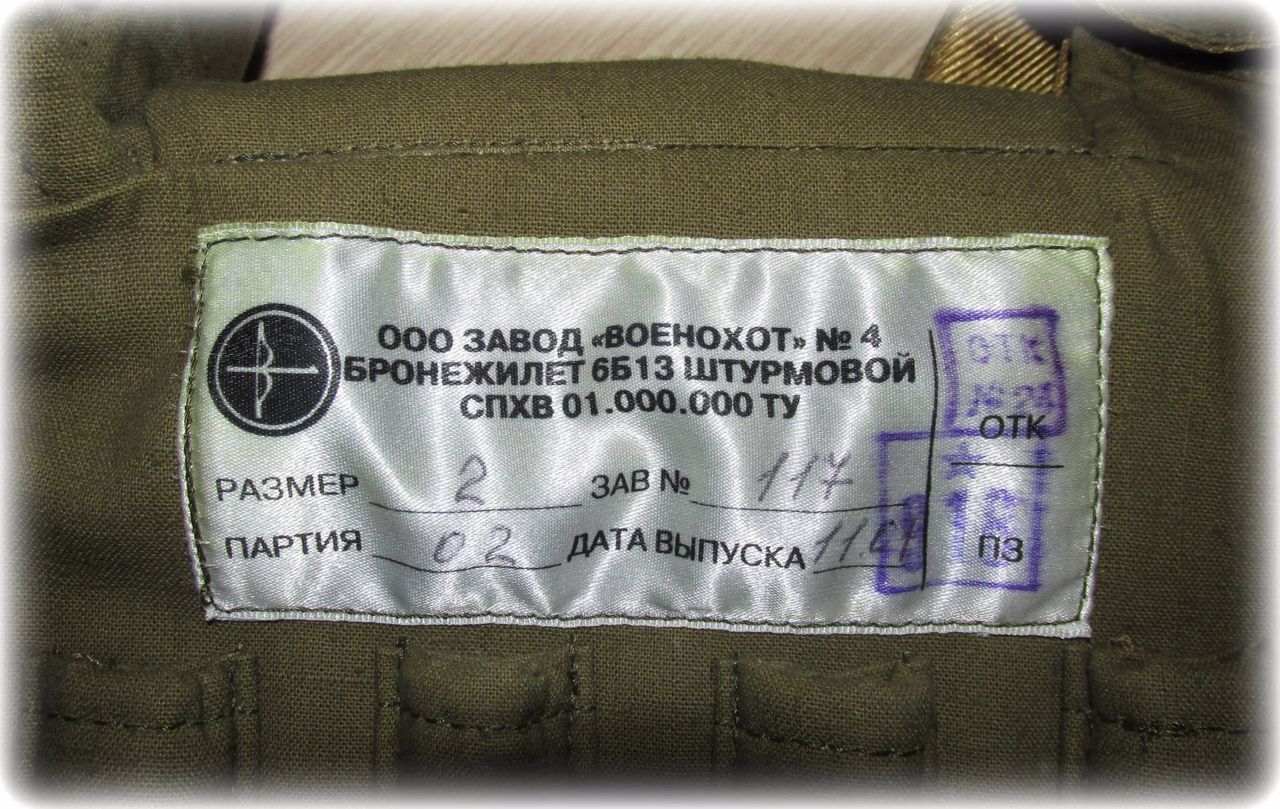 ООО ЗАВОД «ВОЕНОХОТ» № 4
БРОНЕЖИЛЕТ 6Б13 ШТУРМОВОЙ
СПХВ 01.000.000 ТУ
РАЗМЕР 2 ЗАВ № 117
ПАРТИЯ 02 ДАТА ВЫПУСКА
ОТК
ОТК
ПЗ